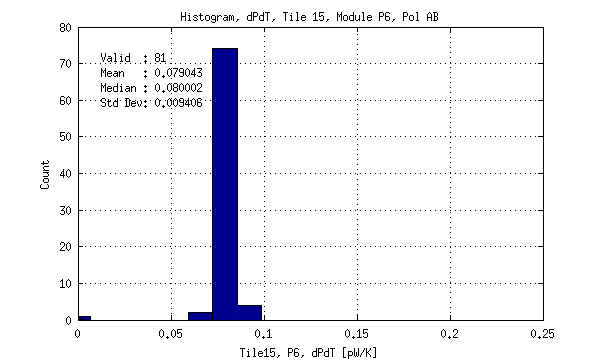 Histogram, dPdT, Tile 15, Module P6, Pol AB
80
70
60
50
40
30
20
10
0
Count
Valid : 81
Mean : 0.079043
Median : 0.080002
Std Dev: 0.009406
0 0.05 0.1 0.15 0.2 0.25
Tile15, P6, dPdT [pW/K]